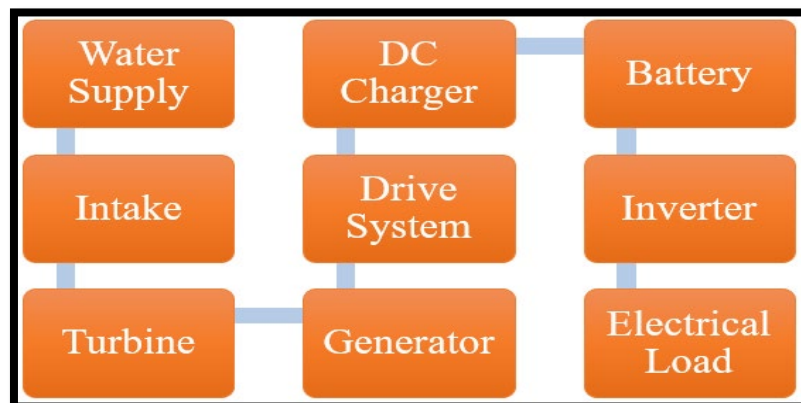 Water
Supply
Intake
Turbine
Generator
Drive
System
DC
Charger
Battery
Inverter
Electrical
Load